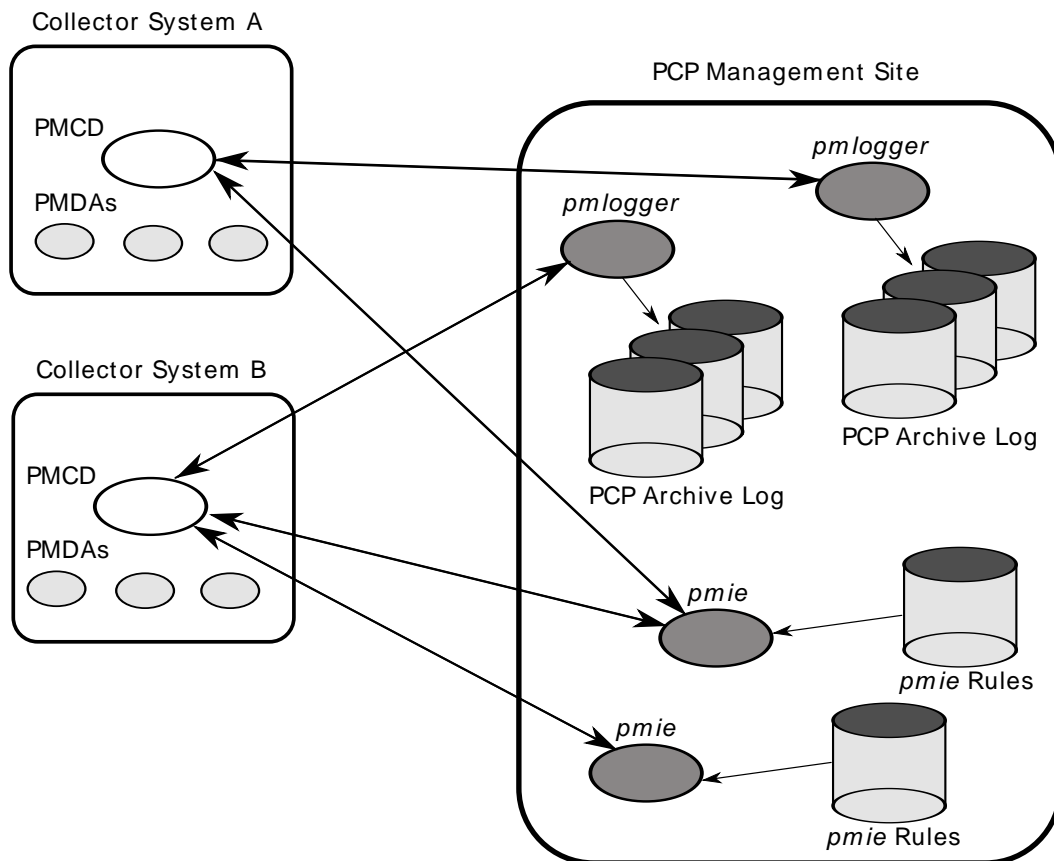 Collector System A
PMCD
PMDAs
Collector System B
PMCD
PMDAs
PCP Management Site
pmlogger
pmlogger
PCP Archive Log
PCP Archive Log
pmie
pmie Rules
pmie
pmie Rules